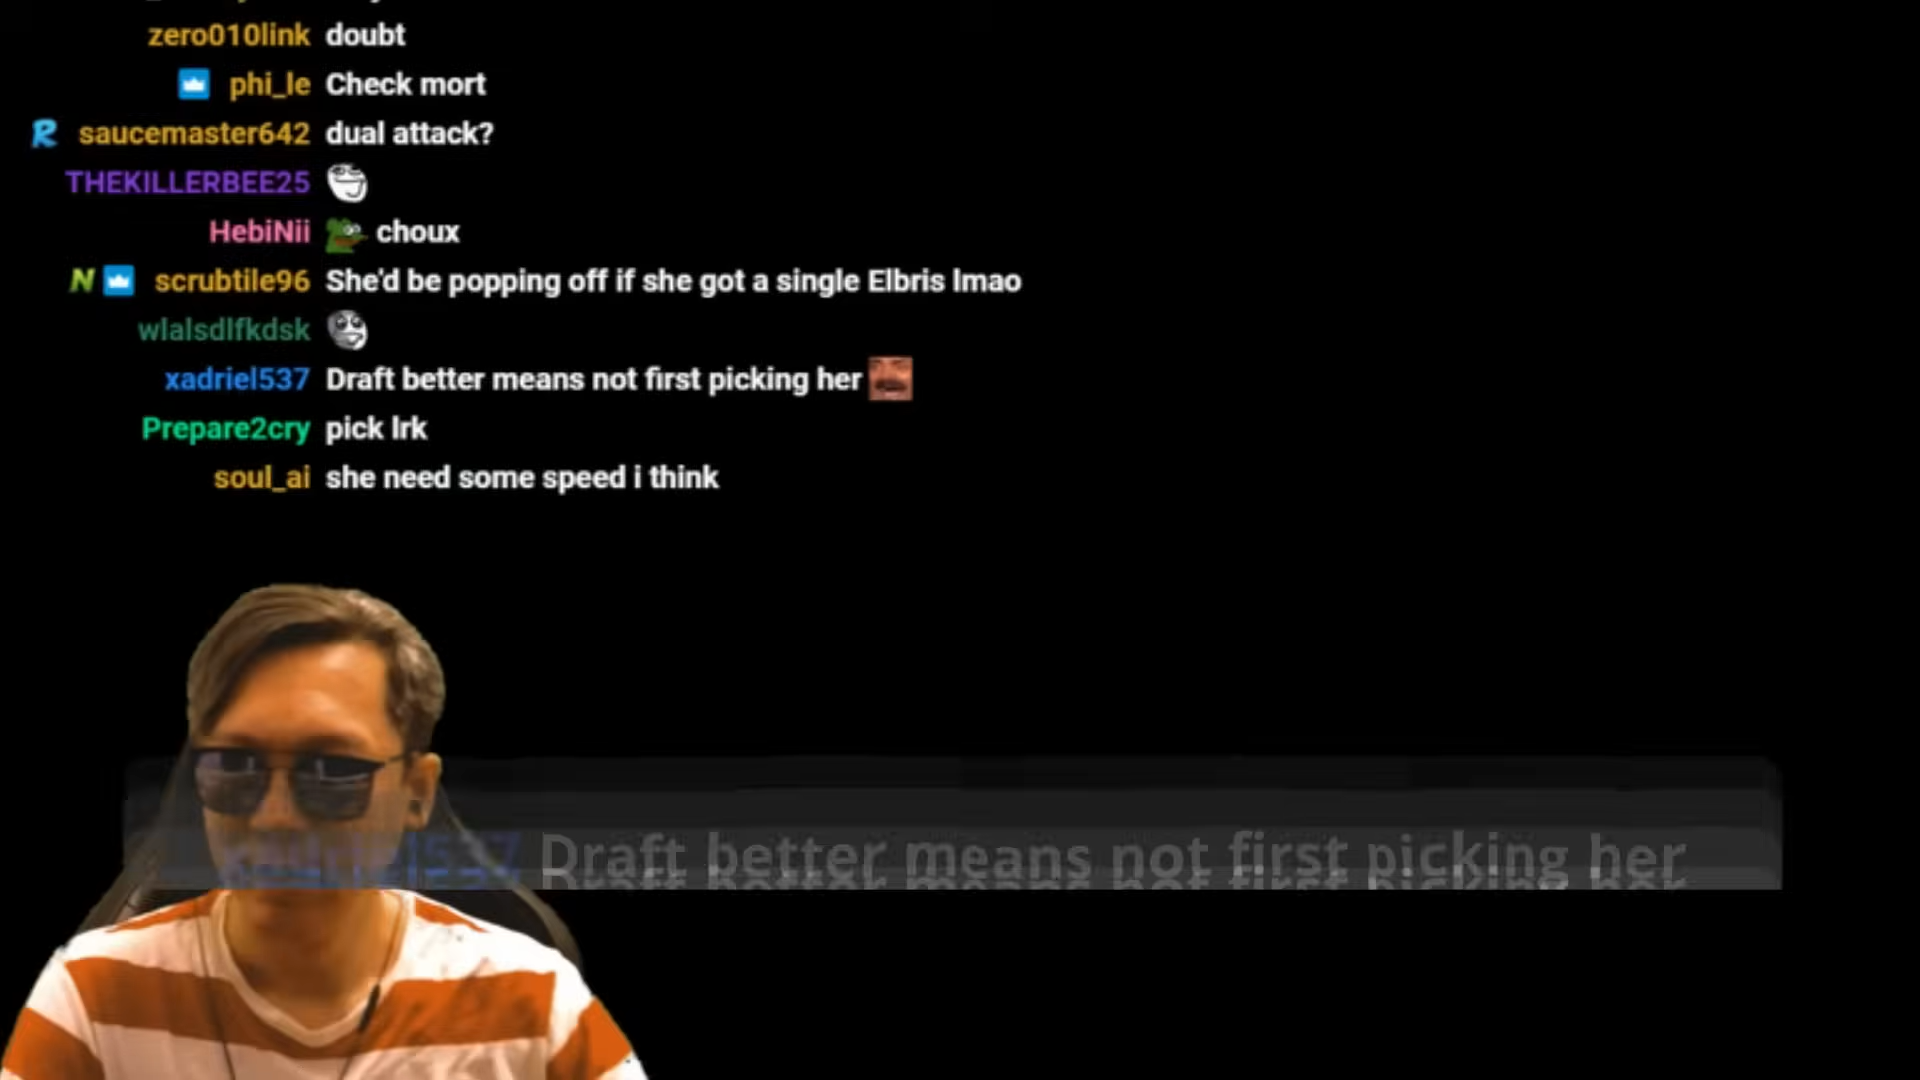 zero010link doubt
phi_le Check mort
R saucemaster642 dual attack?
THEKILLERBEE25
HebiNii choux
N scrubtile96 She'd be popping off if she got a single Elbris lmao
wlalsdlfkdsk
xadriel537 Draft better means not first picking her
Prepare2cry pick lrk
soul_ai she need some speed i think
xadriel537 Draft better means not first picking her